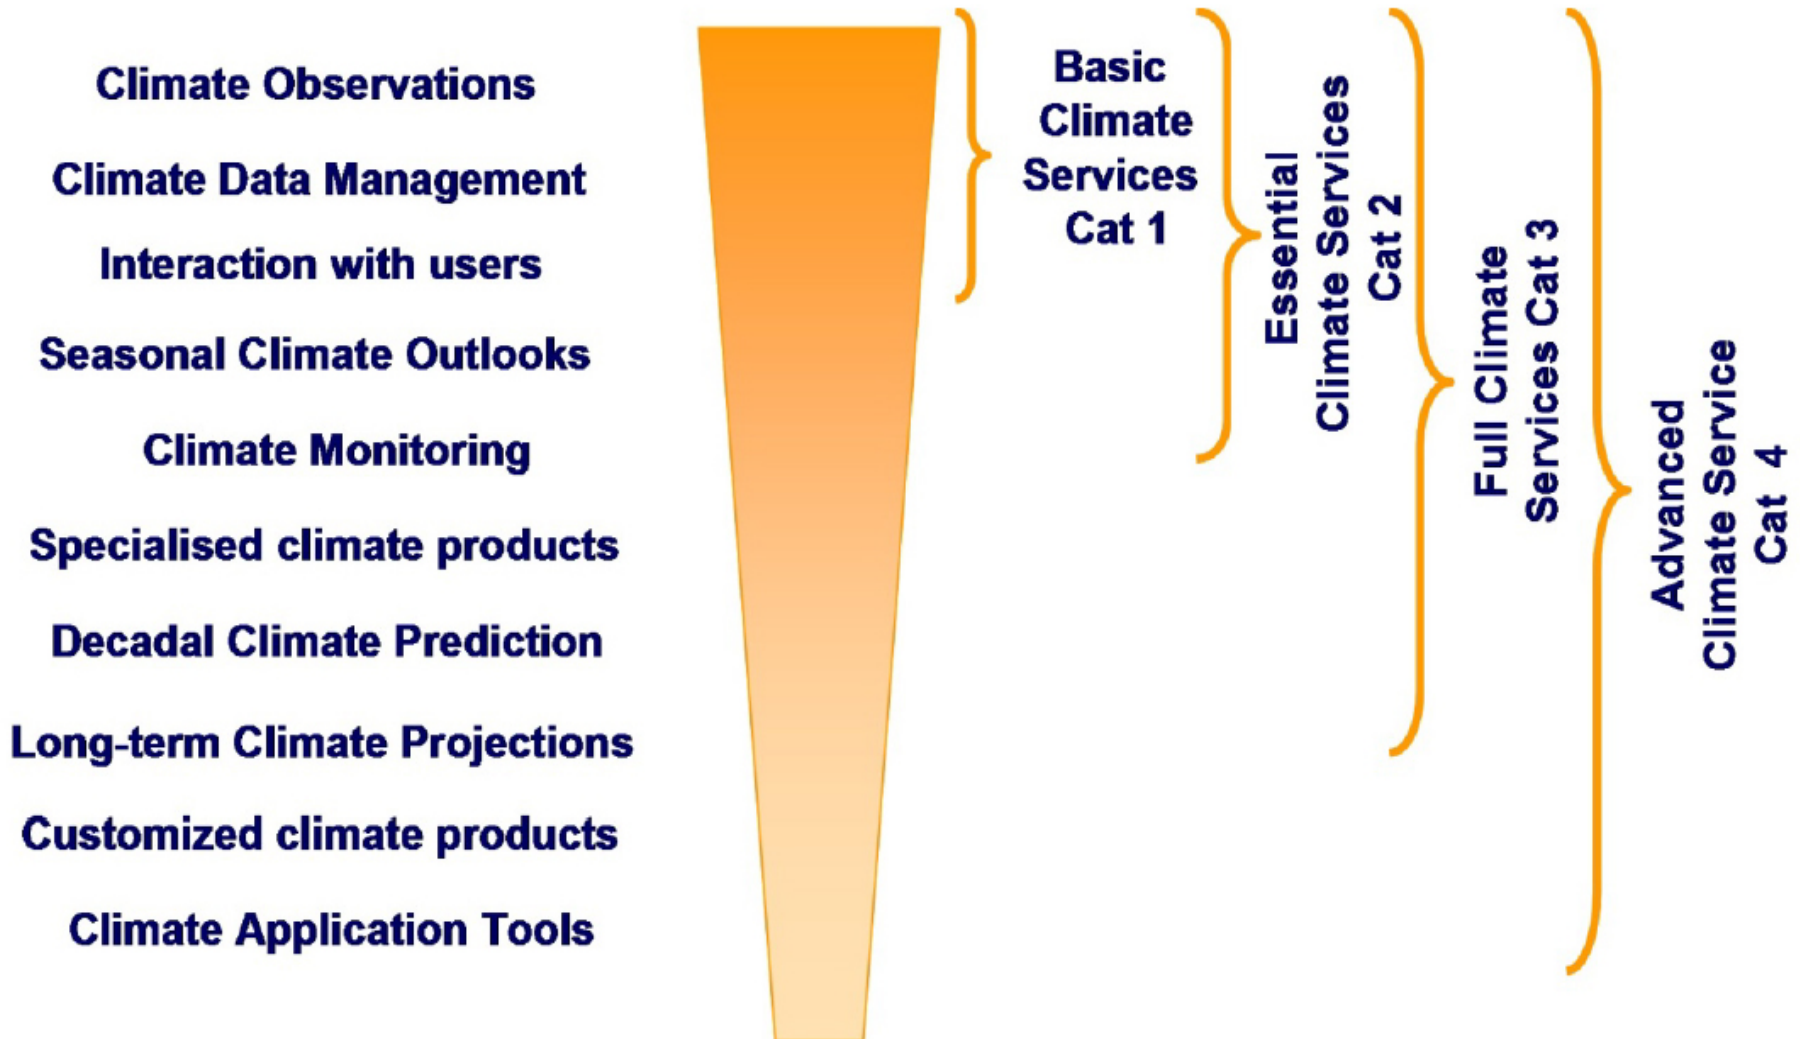 Climate Observations
Climate Data Management
Interaction with users
Seasonal Climate Outlooks
Climate Monitoring
Specialised climate products
Decadal Climate Prediction
Long-term Climate Projections
Customized climate products
Climate Application Tools
Basic
Climate
Services
Cat 1
Essential
Climate Services
Cat 2
Full Climate
Services Cat 3
Advanced
Climate Service
Cat 4